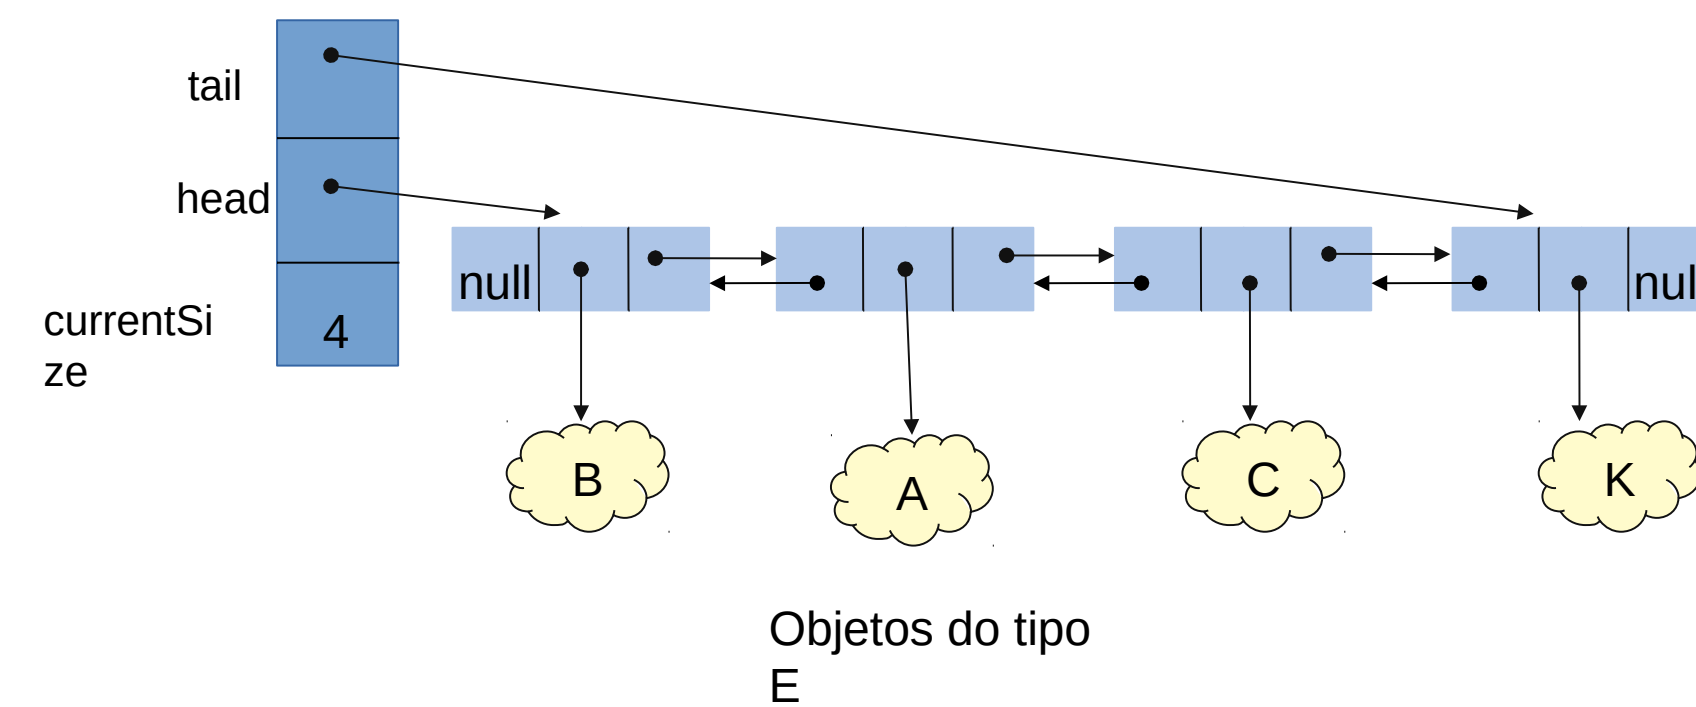 tail
head
currentSi
ze
4
null
nul
B
A
C
K
Objetos do tipo
E